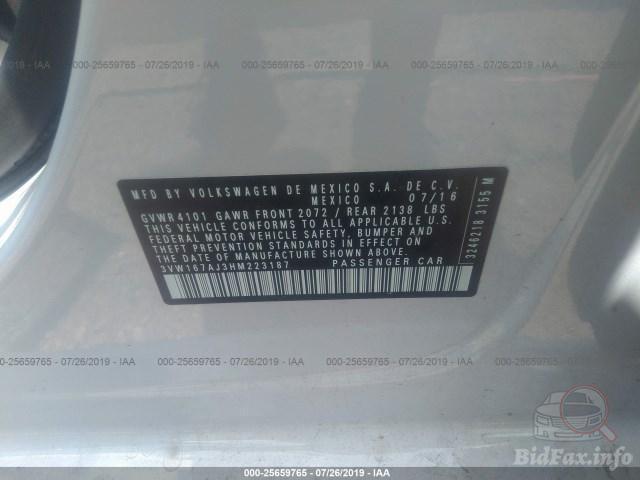 000-25659765 - 07/26/2019 - IAA 000-25659765 - 07/26/2019 - IAA 000-25659765 - 07/26/2019 - IAA
MFD BY VOLKSWAGEN DE MEXICO S.A. DE C.V.
MEXICO 07/16
GVWR 4101 GAWR FRONT 2072 / REAR 2138 LBS
THIS VEHICLE CONFORMS TO ALL APPLICABLE U.S.
FEDERAL MOTOR VEHICLE SAFETY, BUMPER AND
THEFT PREVENTION STANDARDS IN EFFECT ON
THE DATE OF MANUFACTURE SHOWN ABOVE.
3VW167AJ3HM223187 PASSENGER CAR
3246218 3155 M
000-25659765 - 07/26/2019 - IAA 000-25659765 - 07/26/2019 - IAA 000-25659765 - 07/26/2019 - IAA
000-25659765 - 07/26/2019 - IAA
BidFax.info